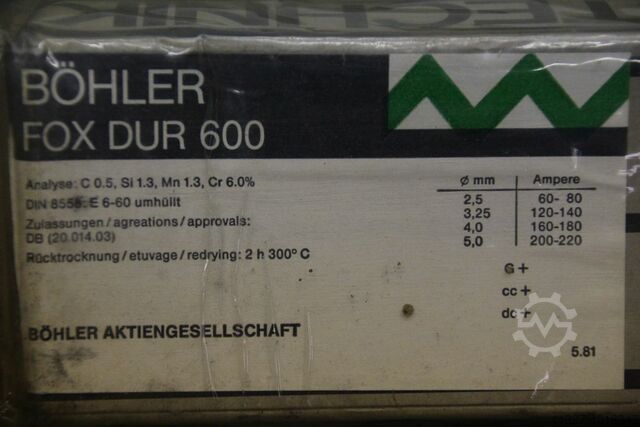 TECHNIK
BÖHLER
FOX DUR 600
Analyse: C 0.5, Si 1.3, Mn 1.3, Cr 6.0%
DIN 8555: E 6-60 umhüllt
Zulassungen / agreations / approvals:
DB (20.014.03)
Rücktrocknung / etuvage / redrying: 2 h 300° C
ø mm Ampere
2,5 60- 80
3,25 120-140
4,0 160-180
5,0 200-220
G +
cc +
dc +
BÖHLER AKTIENGESELLSCHAFT
5.81